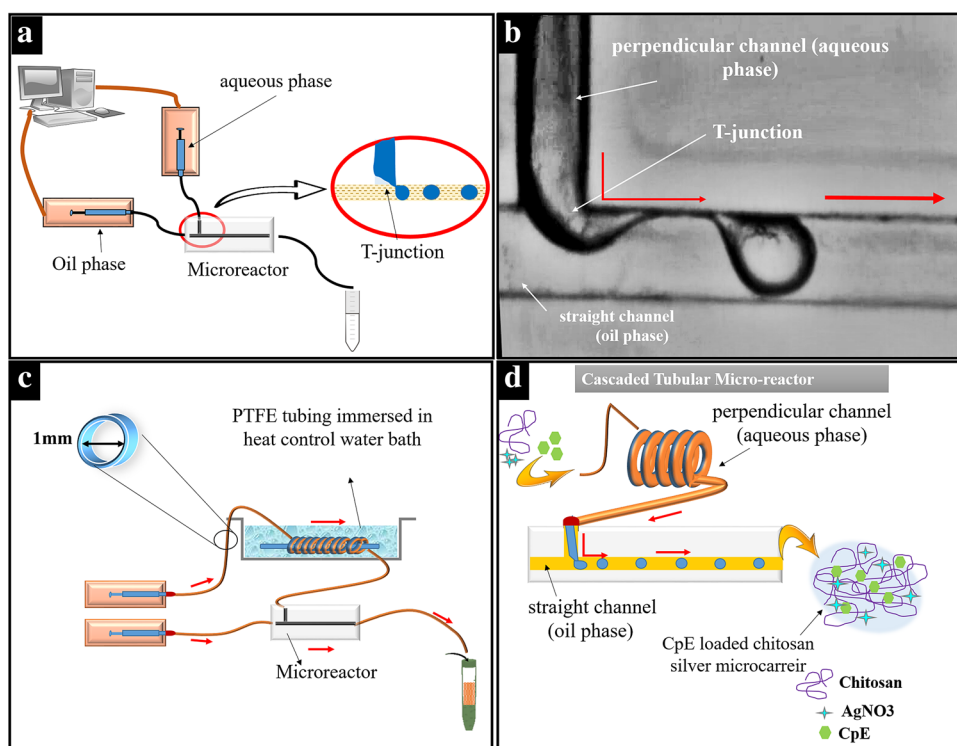 a
aqueous phase
Oil phase
Microreactor
T-junction
b
perpendicular channel (aqueous
phase)
T-junction
straight channel
(oil phase)
c
1mm
PTFE tubing immersed in
heat control water bath
Microreactor
d
Cascaded Tubular Micro-reactor
perpendicular channel
(aqueous phase)
straight channel
(oil phase)
CpE loaded chitosan
silver microcarreir
Chitosan
AgNO3
CpE